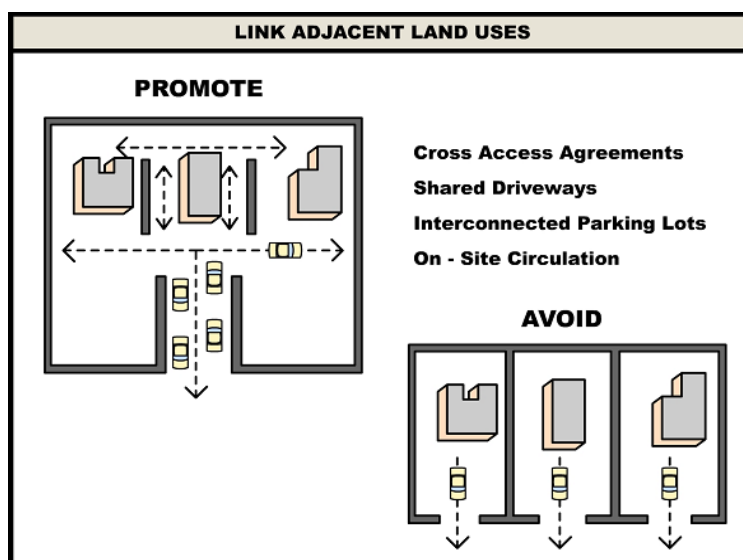 LINK ADJACENT LAND USES
PROMOTE
Cross Access Agreements
Shared Driveways
Interconnected Parking Lots
On - Site Circulation
AVOID